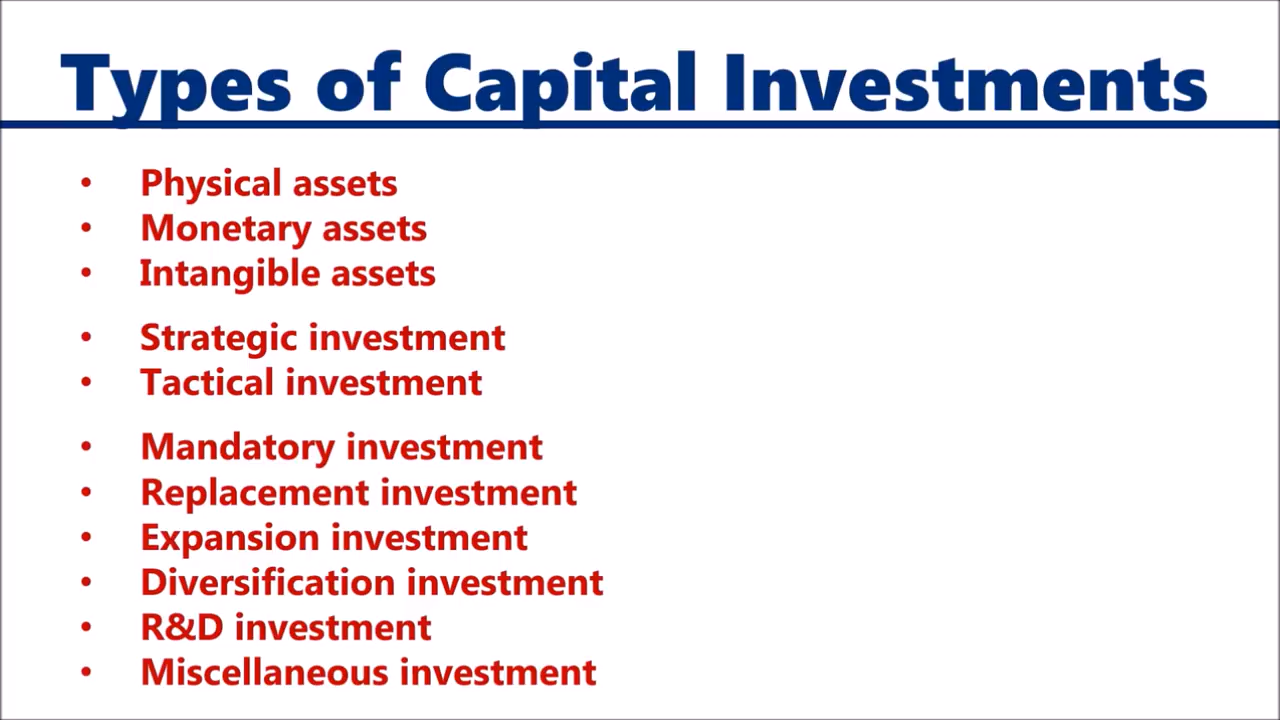 Types of Capital Investments
• Physical assets
• Monetary assets
• Intangible assets
• Strategic investment
• Tactical investment
• Mandatory investment
• Replacement investment
• Expansion investment
• Diversification investment
• R&D investment
• Miscellaneous investment